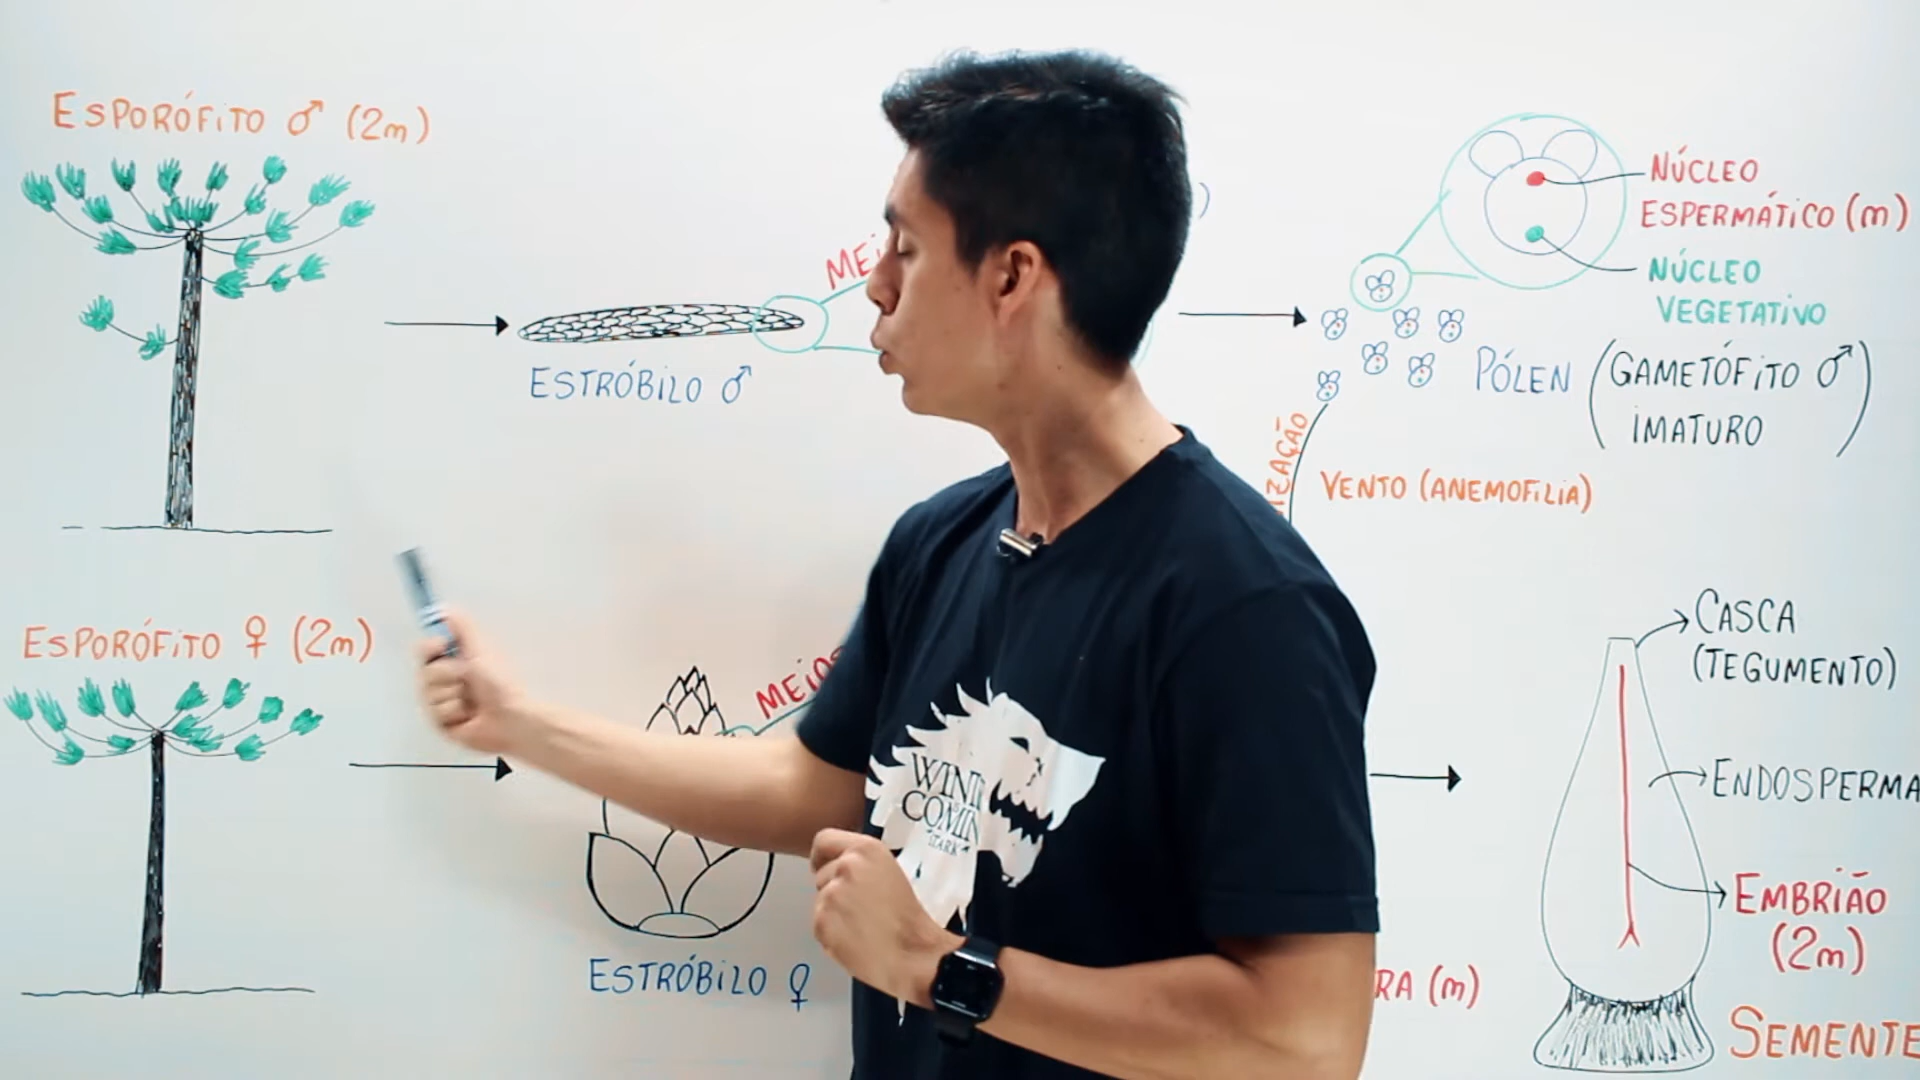 ESPORÓFITO ♂ (2m)
ESTRÓBILO ♂
NÚCLEO
ESPERMÁTICO (m)
NÚCLEO
VEGETATIVO
PÓLEN (GAMETÓFITO ♂
IMATURO)
VENTO (ANEMOFILIA)
ESPORÓFITO ♀ (2m)
ESTRÓBILO ♀
CASCA
(TEGUMENTO)
ENDOSPERMA
EMBRIÃO
(2m)
SEMENTE
(m)
STARK